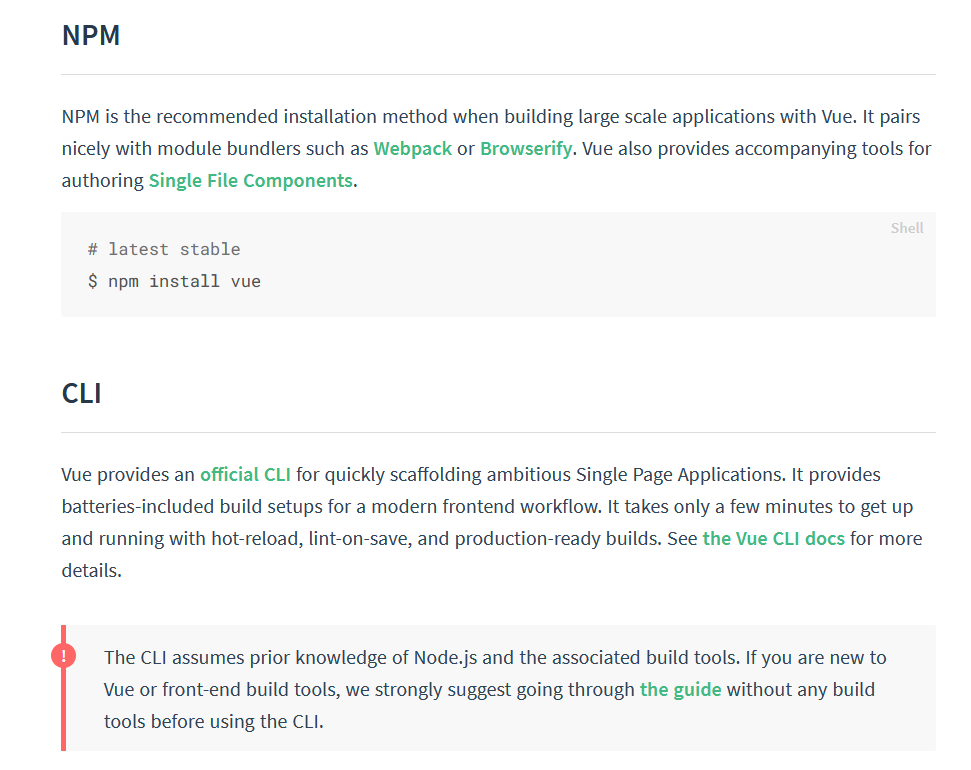 NPM
NPM is the recommended installation method when building large scale applications with Vue. It pairs
nicely with module bundlers such as Webpack or Browserify. Vue also provides accompanying tools for
authoring Single File Components.
Shell
# latest stable
$ npm install vue
CLI
Vue provides an official CLI for quickly scaffolding ambitious Single Page Applications. It provides
batteries-included build setups for a modern frontend workflow. It takes only a few minutes to get up
and running with hot-reload, lint-on-save, and production-ready builds. See the Vue CLI docs for more
details.
!
The CLI assumes prior knowledge of Node.js and the associated build tools. If you are new to
Vue or front-end build tools, we strongly suggest going through the guide without any build
tools before using the CLI.